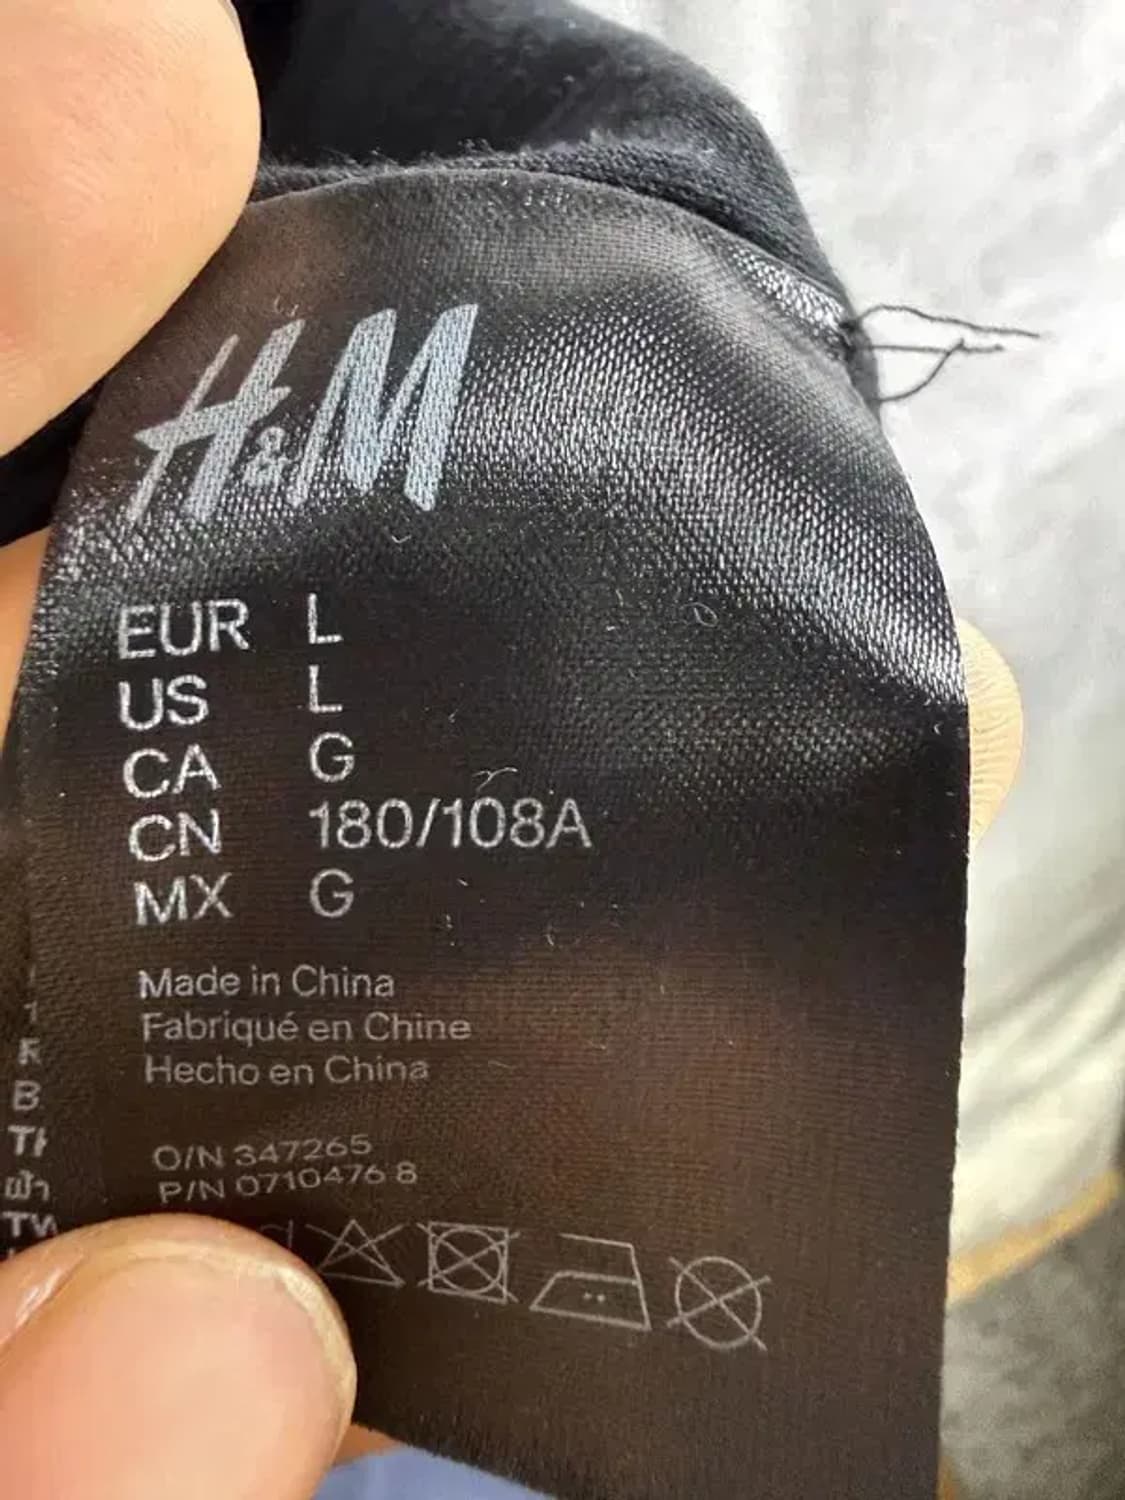 H&M
EUR L
US L
CA G
CN 180/108A
MX G
Made in China
Fabriqué en Chine
Hecho en China
O/N 347265
P/N 0710476 8